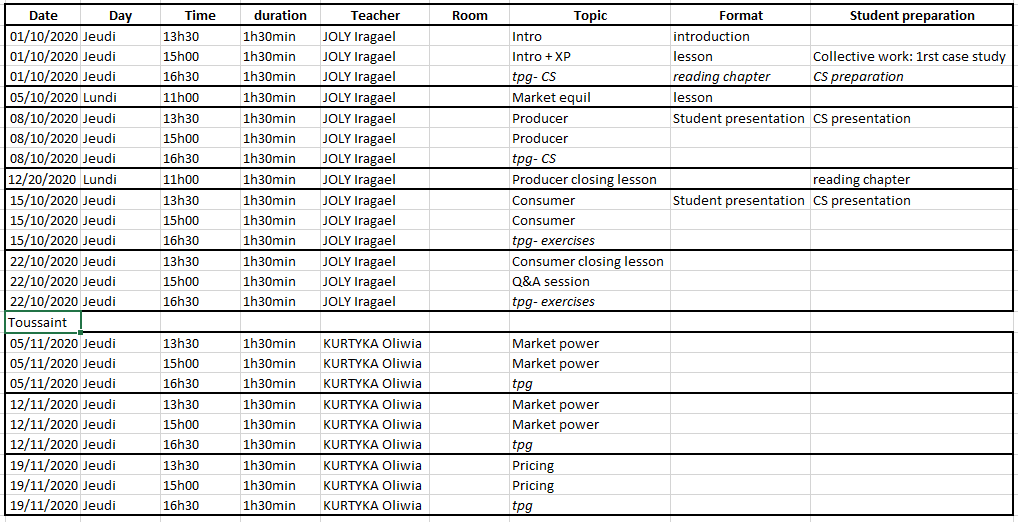 Date Day Time duration Teacher Room Topic Format Student preparation
01/10/2020 Jeudi 13h30 1h30min JOLY Iragael Intro introduction
01/10/2020 Jeudi 15h00 1h30min JOLY Iragael Intro + XP lesson Collective work: 1rst case study
01/10/2020 Jeudi 16h30 1h30min JOLY Iragael tpg- CS reading chapter CS preparation
05/10/2020 Lundi 11h00 1h30min JOLY Iragael Market equil lesson
08/10/2020 Jeudi 13h30 1h30min JOLY Iragael Producer Student presentation CS presentation
08/10/2020 Jeudi 15h00 1h30min JOLY Iragael Producer
08/10/2020 Jeudi 16h30 1h30min JOLY Iragael tpg- CS
12/20/2020 Lundi 11h00 1h30min JOLY Iragael Producer closing lesson reading chapter
15/10/2020 Jeudi 13h30 1h30min JOLY Iragael Consumer Student presentation CS presentation
15/10/2020 Jeudi 15h00 1h30min JOLY Iragael Consumer
15/10/2020 Jeudi 16h30 1h30min JOLY Iragael tpg- exercises
22/10/2020 Jeudi 13h30 1h30min JOLY Iragael Consumer closing lesson
22/10/2020 Jeudi 15h00 1h30min JOLY Iragael Q&A session
22/10/2020 Jeudi 16h30 1h30min JOLY Iragael tpg- exercises
Toussaint
05/11/2020 Jeudi 13h30 1h30min KURTYKA Oliwia Market power
05/11/2020 Jeudi 15h00 1h30min KURTYKA Oliwia Market power
05/11/2020 Jeudi 16h30 1h30min KURTYKA Oliwia tpg
12/11/2020 Jeudi 13h30 1h30min KURTYKA Oliwia Market power
12/11/2020 Jeudi 15h00 1h30min KURTYKA Oliwia Market power
12/11/2020 Jeudi 16h30 1h30min KURTYKA Oliwia tpg
19/11/2020 Jeudi 13h30 1h30min KURTYKA Oliwia Pricing
19/11/2020 Jeudi 15h00 1h30min KURTYKA Oliwia Pricing
19/11/2020 Jeudi 16h30 1h30min KURTYKA Oliwia tpg